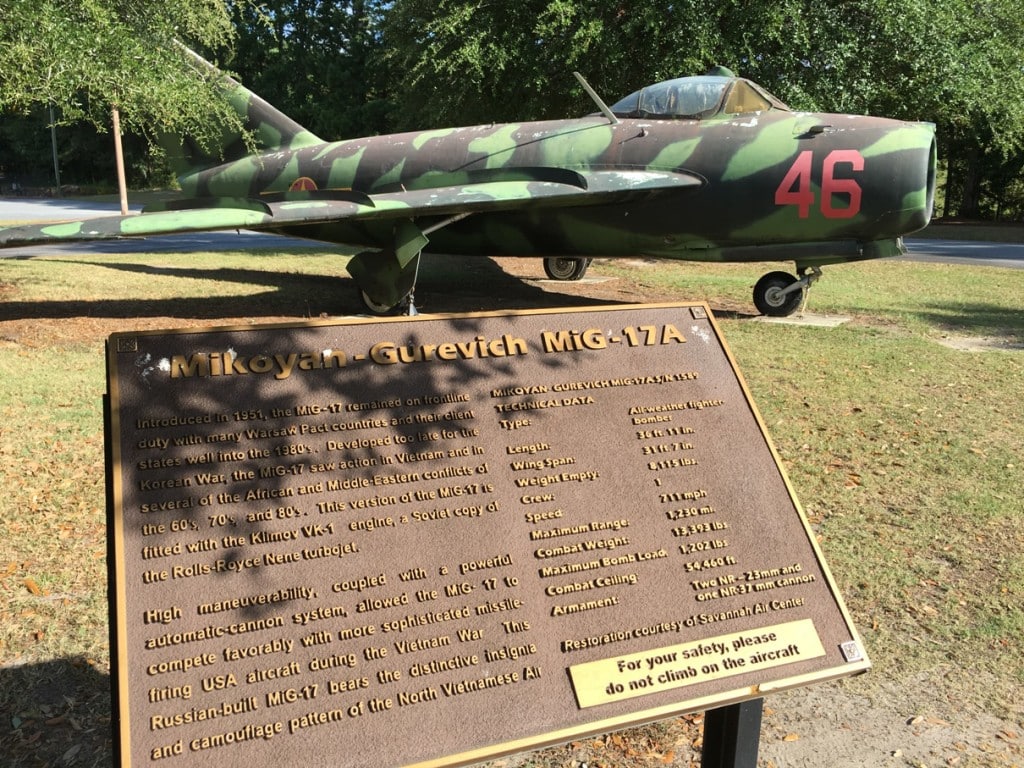 46
Mikoyan-Gurevich MiG-17A
Introduced in 1951, the MiG-17 remained on frontline
duty with many Warsaw Pact countries and their client
states well into the 1980's. Developed too late for the
Korean War, the MiG-17 saw action in Vietnam and in
several of the African and Middle-Eastern conflicts of
the 60's, 70's, and 80's. This version of the MiG-17 is
fitted with the Klimov VK-1 engine, a Soviet copy of
the Rolls-Royce Nene turbojet.
High maneuverability, coupled with a powerful
automatic-cannon system, allowed the MiG-17 to
compete favorably with more sophisticated missile-
firing USA aircraft during the Vietnam War This
Russian-built MiG-17 bears the distinctive insignia
and camouflage pattern of the North Vietnamese Air
MIKOYAN-GUREVICH MIG-17A S/N 1589
TECHNICAL DATA
Type: All-weather fighter-
bomber
Length: 36 ft 11 in.
Wing Span: 31 ft 7 in.
Weight Empy: 8,115 lbs.
Crew: 1
Speed: 711 mph
Maximum Range: 1,230 mi.
Combat Weight: 13,393 lbs
Maximum Bomb Load: 1,202 lbs
Combat Ceiling: 54,460 ft.
Armament: Two NR-23mm and
one NR-37 mm cannon
Restoration courtesy of Savannah Air Center
For your safety, please
do not climb on the aircraft